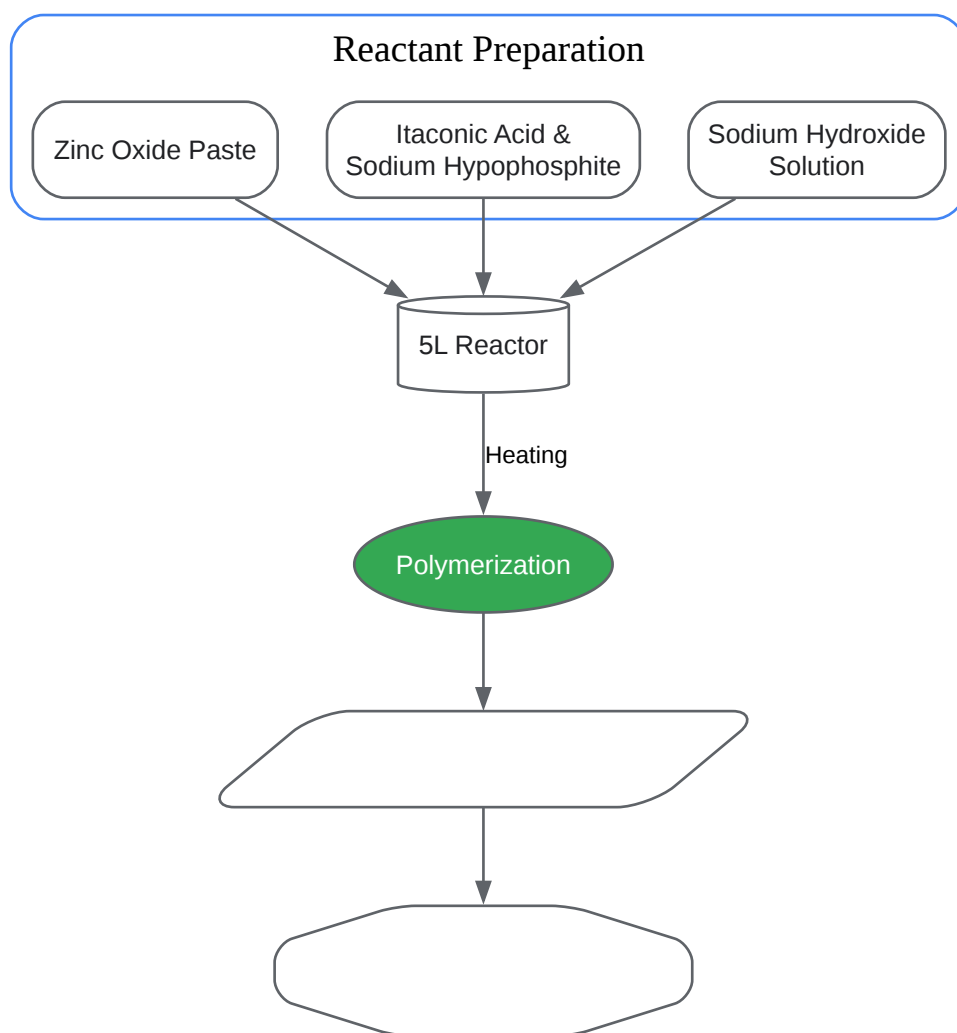 Reactant Preparation
Zinc Oxide Paste
Itaconic Acid &
Sodium Hypophosphite
Sodium Hydroxide
Solution
5L Reactor
Heating
Polymerization